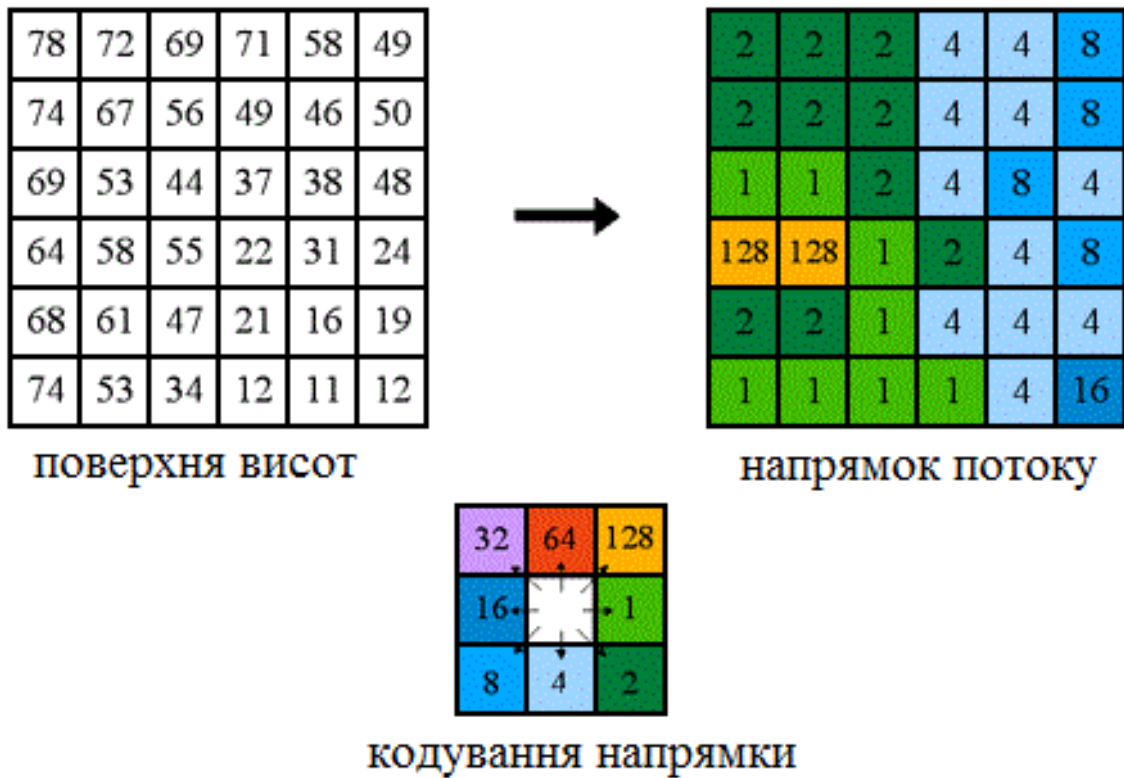 78 72 69 71 58 49 2 2 2 4 4 8
74 67 56 49 46 50 2 2 2 4 4 8
69 53 44 37 38 48 1 1 2 4 8 4
64 58 55 22 31 24 128 128 1 2 4 8
68 61 47 21 16 19 2 2 1 4 4 4
74 53 34 12 11 12 1 1 1 1 4 16
поверхня висот напрямок потоку
32 64 128
16 1
8 4 2
кодування напрямки